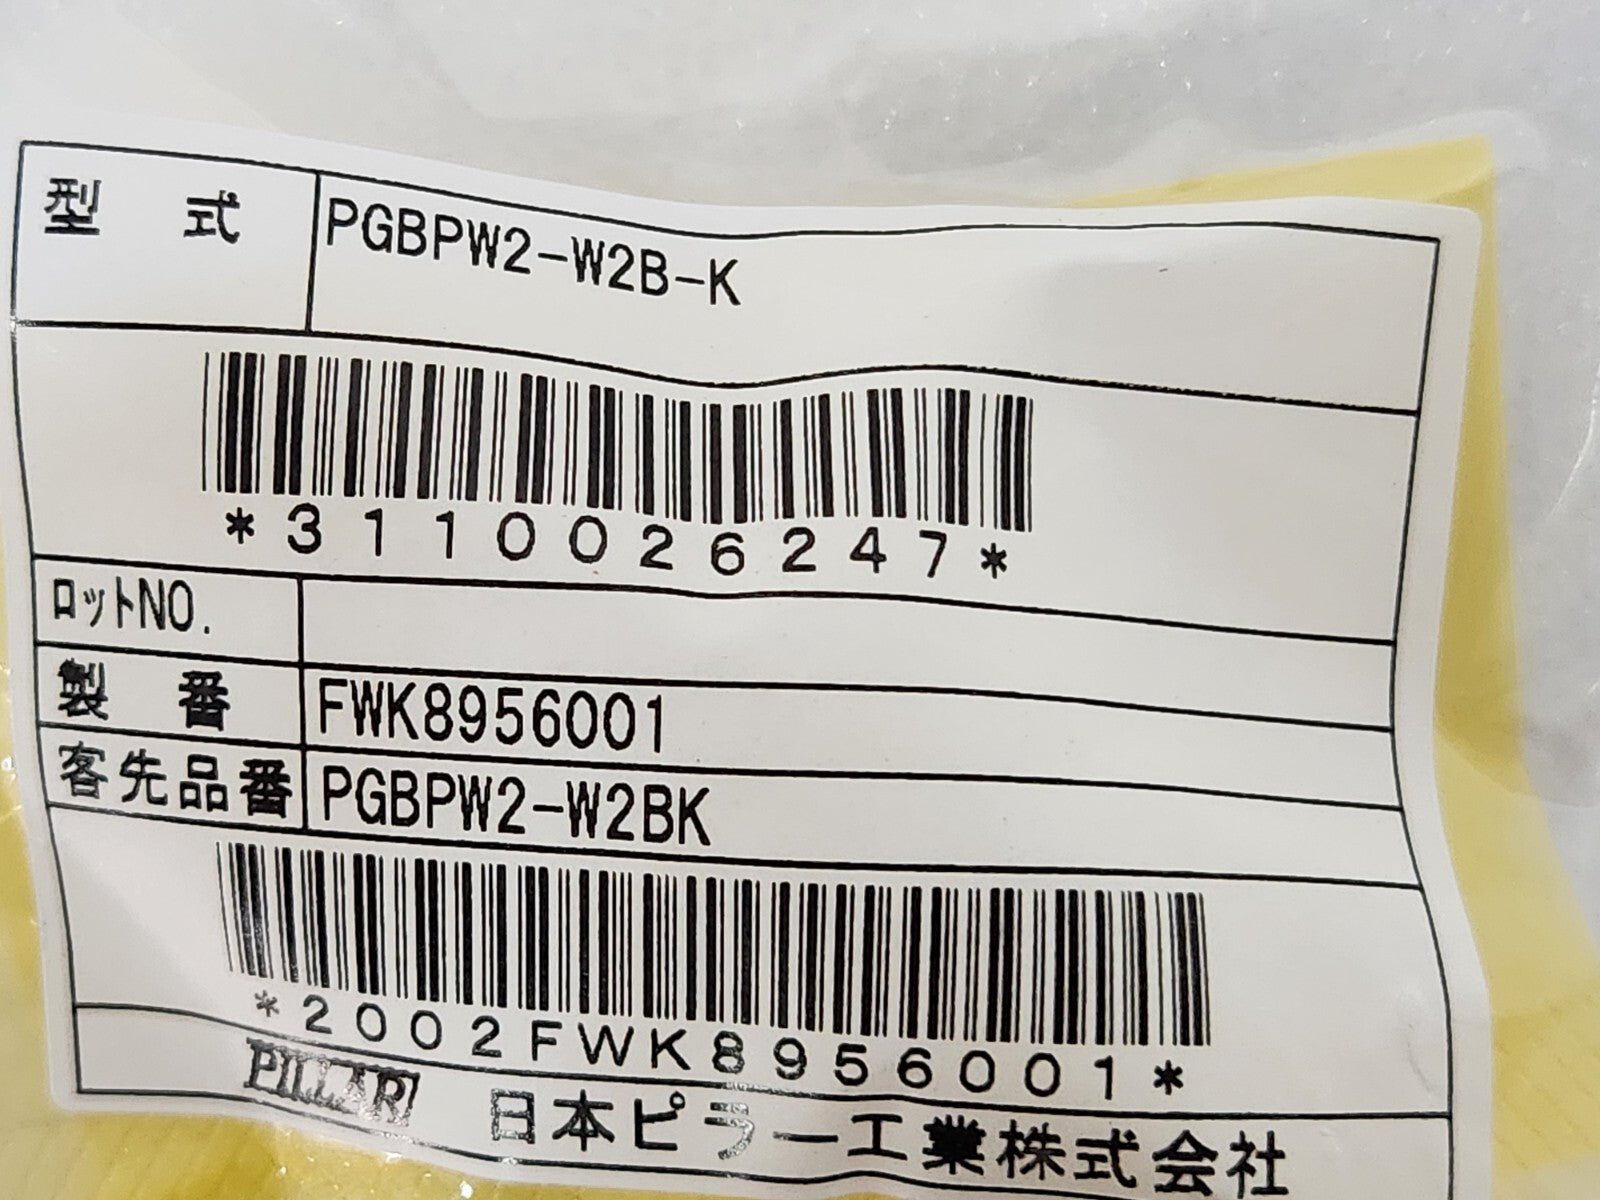 型 式 PGBPW2-W2B-K
*3110026247*
ロットNO.
製 番 FWK8956001
客先品番 PGBPW2-W2BK
*2002FWK8956001*
PILLAR 日本ピラー工業株式会社